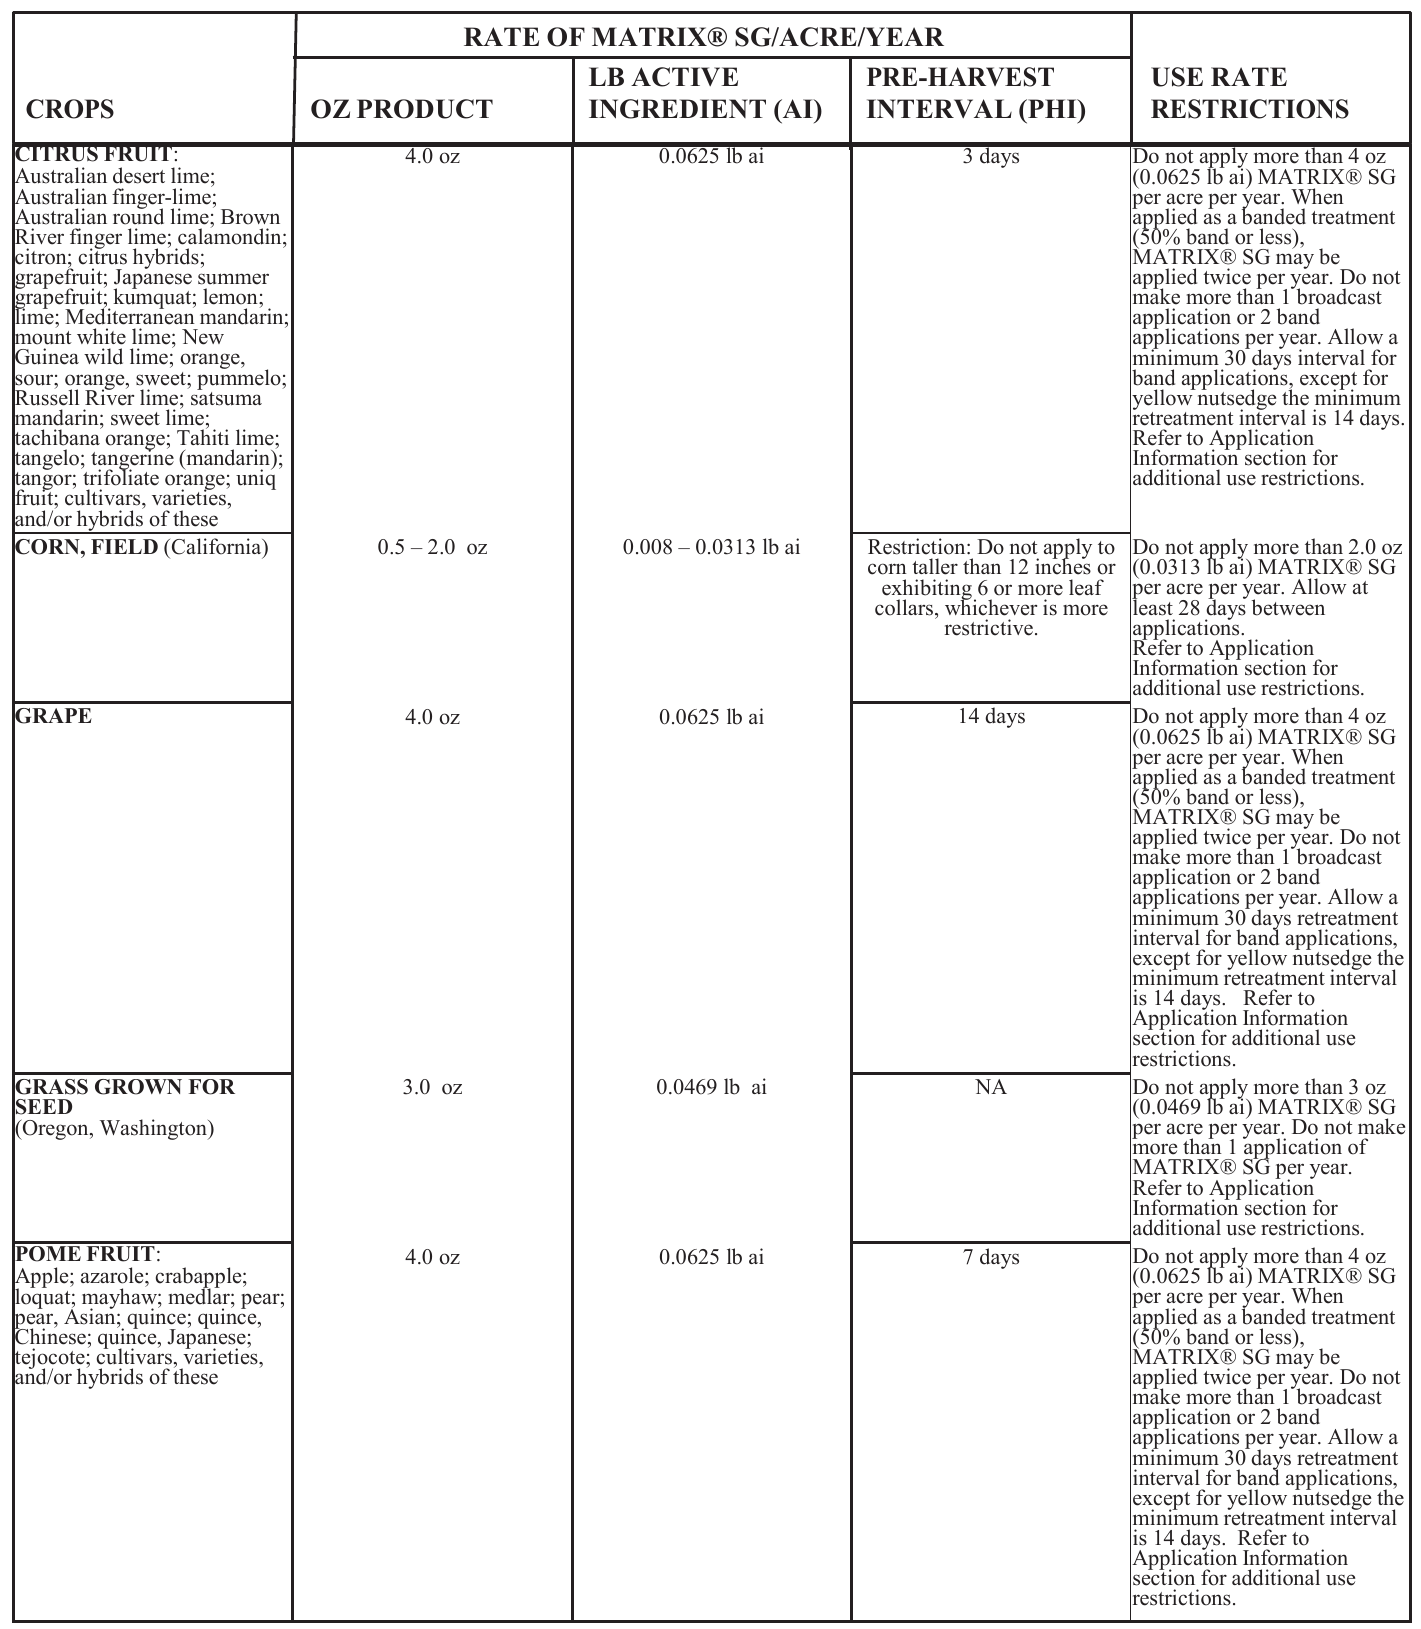 RATE OF MATRIX® SG/ACRE/YEAR
CROPS
OZ PRODUCT
LB ACTIVE
INGREDIENT (AI)
PRE-HARVEST
INTERVAL (PHI)
USE RATE
RESTRICTIONS
CITRUS FRUIT:
Australian desert lime;
Australian finger-lime;
Australian round lime; Brown
River finger lime; calamondin;
citron; citrus hybrids;
grapefruit; Japanese summer
grapefruit; kumquat; lemon;
lime; Mediterranean mandarin;
mount white lime; New
Guinea wild lime; orange,
sour; orange, sweet; pummelo;
Russell River lime; satsuma
mandarin; sweet lime;
tachibana orange; Tahiti lime;
tangelo; tangerine (mandarin);
tangor; trifoliate orange; uniq
fruit; cultivars, varieties,
and/or hybrids of these
4.0 oz
0.0625 lb ai
3 days
Do not apply more than 4 oz
(0.0625 lb ai) MATRIX® SG
per acre per year. When
applied as a banded treatment
(50% band or less),
MATRIX® SG may be
applied twice per year. Do not
make more than 1 broadcast
application or 2 band
applications per year. Allow a
minimum 30 days interval for
band applications, except for
yellow nutsedge the minimum
retreatment interval is 14 days.
Refer to Application
Information section for
additional use restrictions.
CORN, FIELD (California)
0.5 – 2.0 oz
0.008 – 0.0313 lb ai
Restriction: Do not apply to
corn taller than 12 inches or
exhibiting 6 or more leaf
collars, whichever is more
restrictive.
Do not apply more than 2.0 oz
(0.0313 lb ai) MATRIX® SG
per acre per year. Allow at
least 28 days between
applications.
Refer to Application
Information section for
additional use restrictions.
GRAPE
4.0 oz
0.0625 lb ai
14 days
Do not apply more than 4 oz
(0.0625 lb ai) MATRIX® SG
per acre per year. When
applied as a banded treatment
(50% band or less),
MATRIX® SG may be
applied twice per year. Do not
make more than 1 broadcast
application or 2 band
applications per year. Allow a
minimum 30 days retreatment
interval for band applications,
except for yellow nutsedge the
minimum retreatment interval
is 14 days. Refer to
Application Information
section for additional use
restrictions.
GRASS GROWN FOR
SEED
(Oregon, Washington)
3.0 oz
0.0469 lb ai
NA
Do not apply more than 3 oz
(0.0469 lb ai) MATRIX® SG
per acre per year. Do not make
more than 1 application of
MATRIX® SG per year.
Refer to Application
Information section for
additional use restrictions.
POME FRUIT:
Apple; azarole; crabapple;
loquat; mayhaw; medlar; pear;
pear, Asian; quince; quince,
Chinese; quince, Japanese;
tejocote; cultivars, varieties,
and/or hybrids of these
4.0 oz
0.0625 lb ai
7 days
Do not apply more than 4 oz
(0.0625 lb ai) MATRIX® SG
per acre per year. When
applied as a banded treatment
(50% band or less),
MATRIX® SG may be
applied twice per year. Do not
make more than 1 broadcast
application or 2 band
applications per year. Allow a
minimum 30 days retreatment
interval for band applications,
except for yellow nutsedge the
minimum retreatment interval
is 14 days. Refer to
Application Information
section for additional use
restrictions.